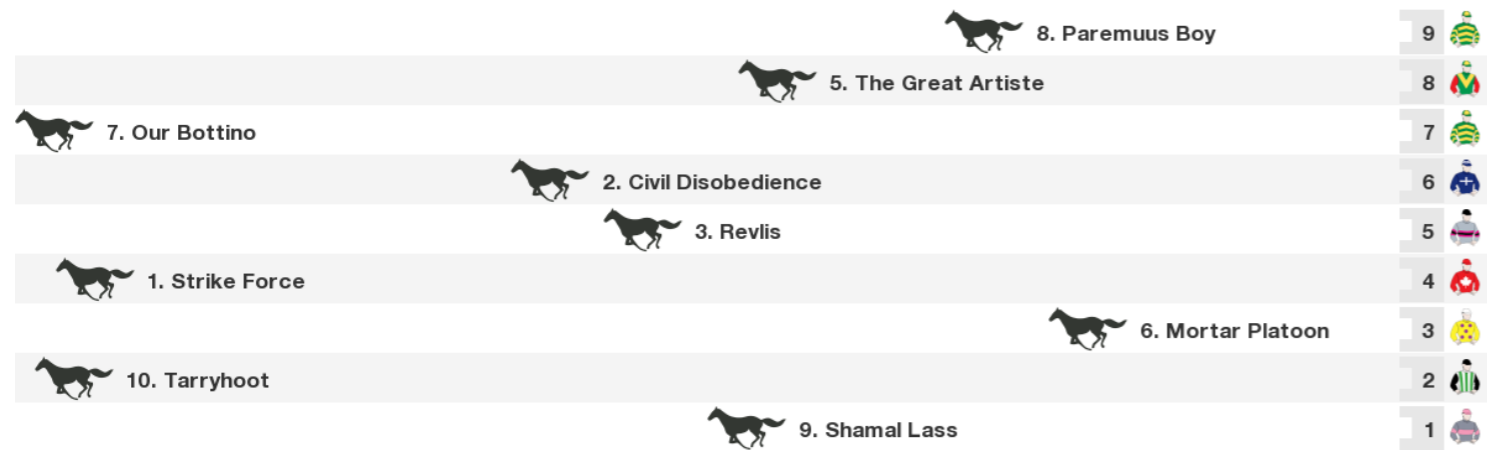 8. Paremuus Boy 9
5. The Great Artiste 8
7. Our Bottino 7
2. Civil Disobedience 6
3. Revlis 5
1. Strike Force 4
6. Mortar Platoon 3
10. Tarryhoot 2
9. Shamal Lass 1